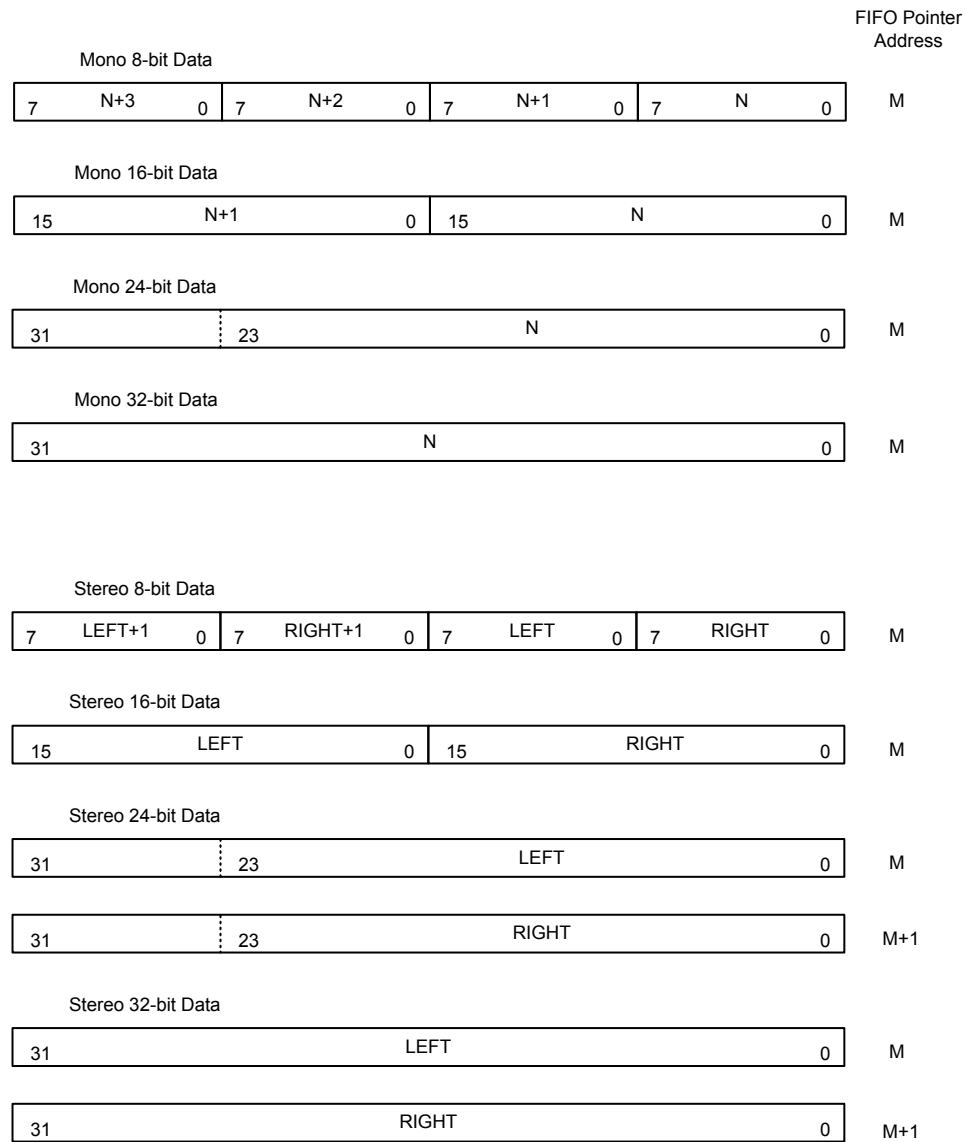 FIFO Pointer
Address
Mono 8-bit Data
7 N+3 0 7 N+2 0 7 N+1 0 7 N 0 M
Mono 16-bit Data
15 N+1 0 15 N 0 M
Mono 24-bit Data
31 23 N 0 M
Mono 32-bit Data
31 N 0 M
Stereo 8-bit Data
7 LEFT+1 0 7 RIGHT+1 0 7 LEFT 0 7 RIGHT 0 M
Stereo 16-bit Data
15 LEFT 0 15 RIGHT 0 M
Stereo 24-bit Data
31 23 LEFT 0 M
31 23 RIGHT 0 M+1
Stereo 32-bit Data
31 LEFT 0 M
31 RIGHT 0 M+1